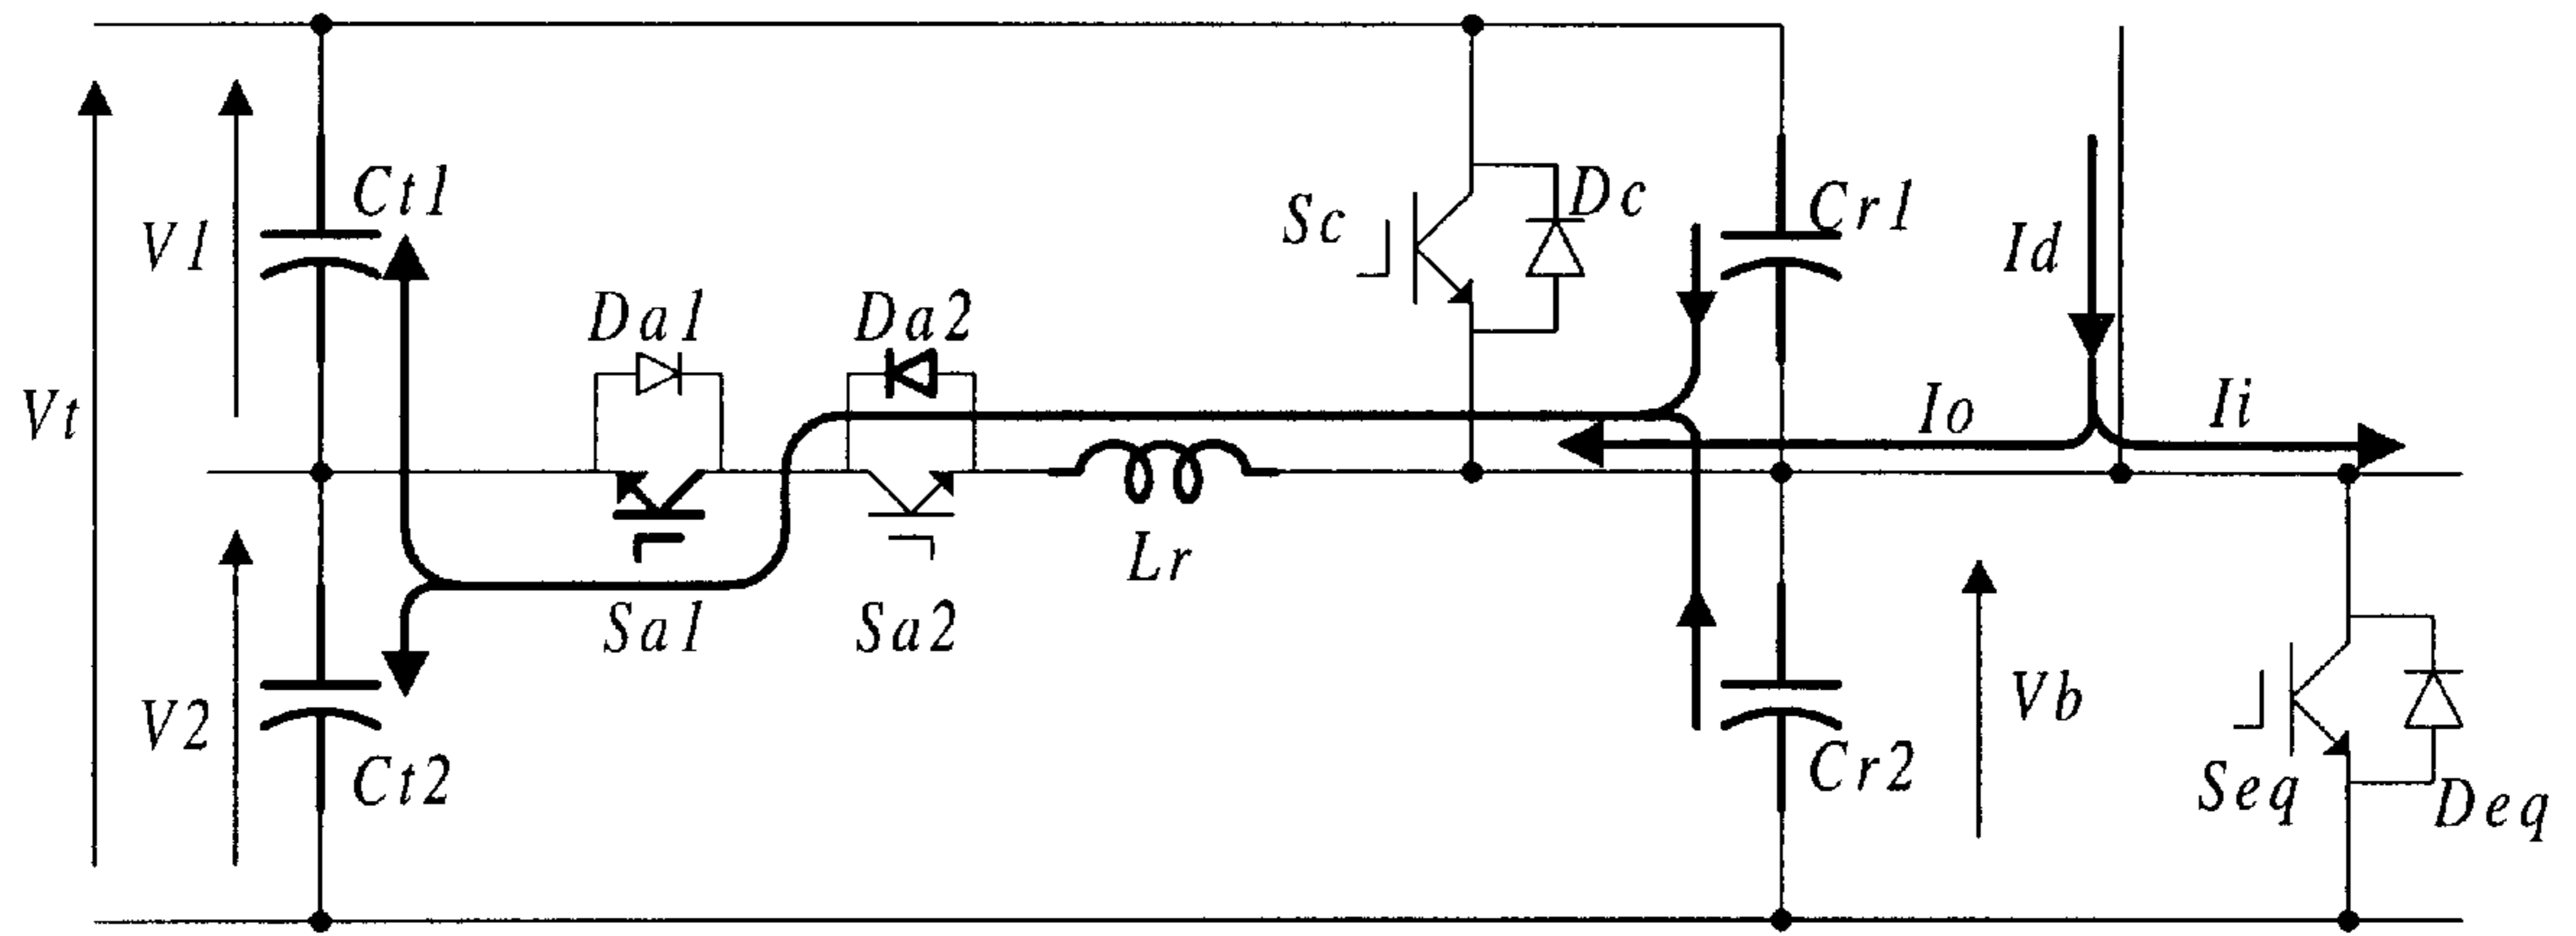 Ct1
Dc
Cr1
Sc
V1
Id
Da1
Da2
Vt
Io
Ii
Lr
Sa1
Sa2
V2
Vb
Ct2
Cr2
Seq
Deq